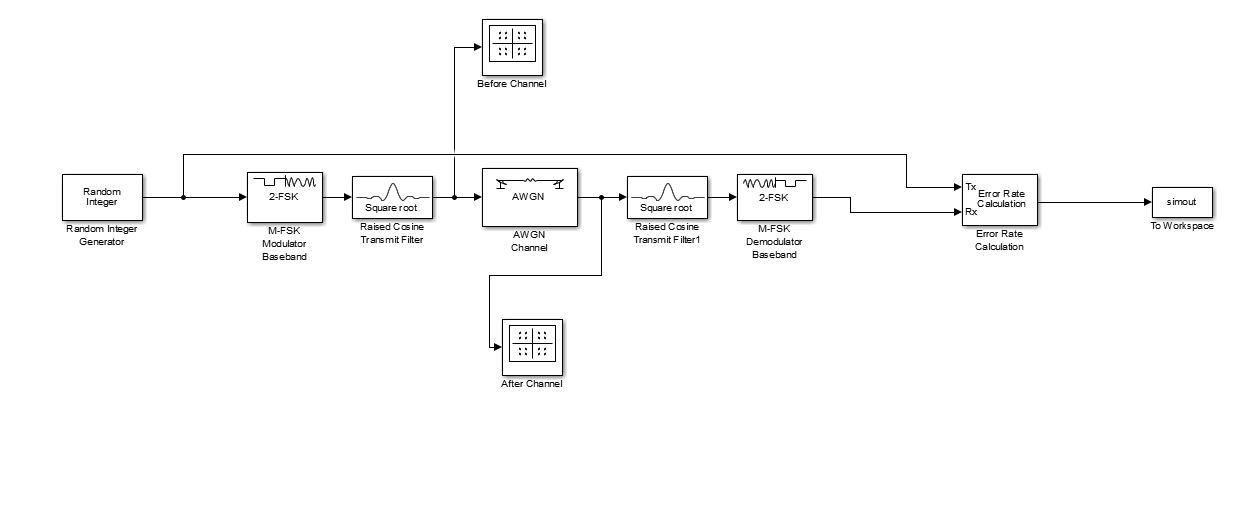 Before Channel
Random
Integer
Random Integer
Generator
2-FSK
M-FSK
Modulator
Baseband
Square root
Raised Cosine
Transmit Filter
AWGN
AWGN
Channel
Square root
Raised Cosine
Transmit Filter1
2-FSK
M-FSK
Demodulator
Baseband
Tx
Rx
Error Rate
Calculation
Error Rate
Calculation
simout
To Workspace
After Channel